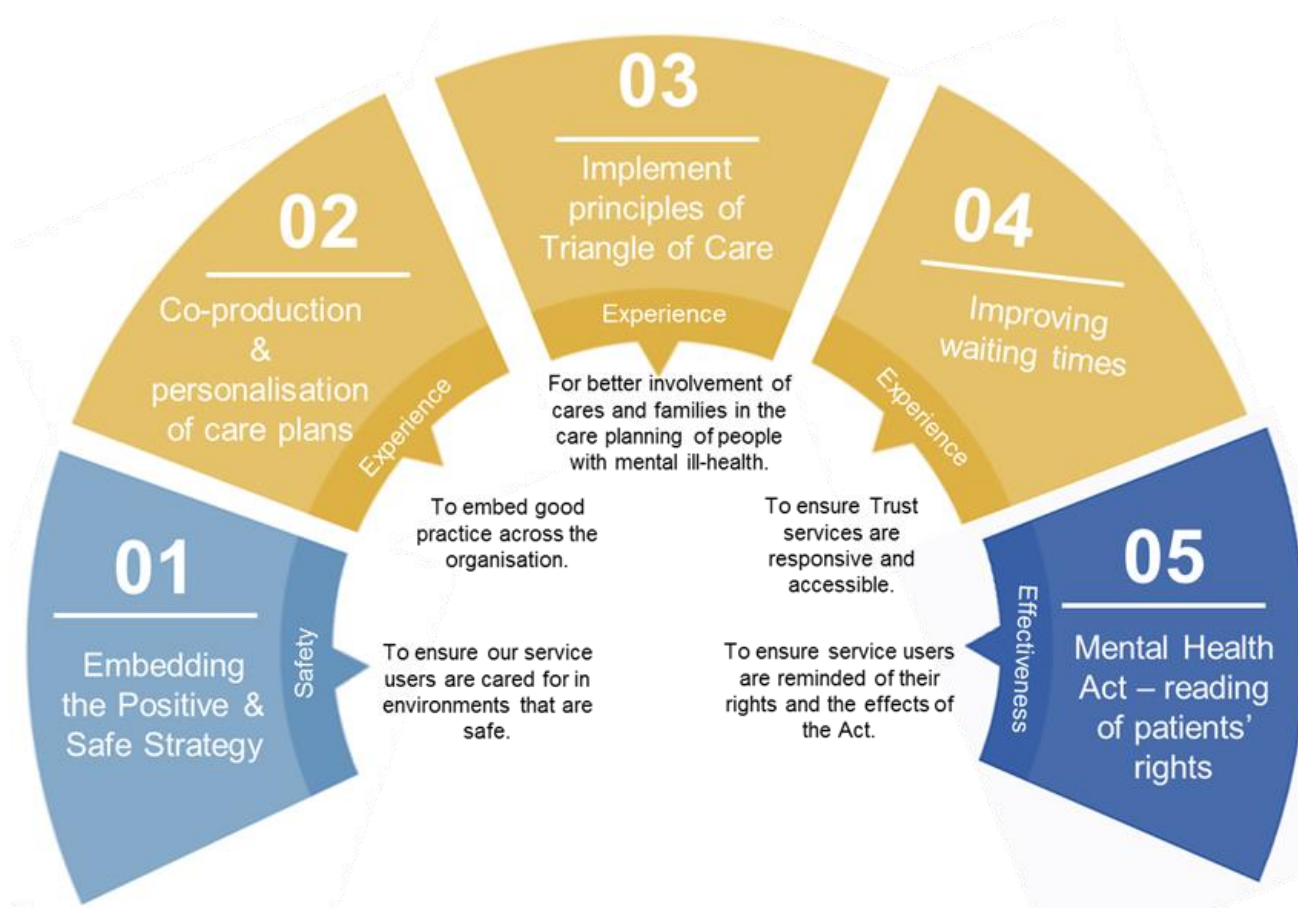 01
Embedding
the Positive &
Safe Strategy
Safety
To ensure our service
users are cared for in
environments that are
safe.
02
Co-production
&
personalisation
of care plans
Experience
To embed good
practice across the
organisation.
03
Implement
principles of
Triangle of Care
Experience
For better involvement of
cares and families in the
care planning of people
with mental ill-health.
04
Improving
waiting times
Experience
To ensure Trust
services are
responsive and
accessible.
05
Mental Health
Act – reading
of patients’
rights
Effectiveness
To ensure service users
are reminded of their
rights and the effects of
the Act.